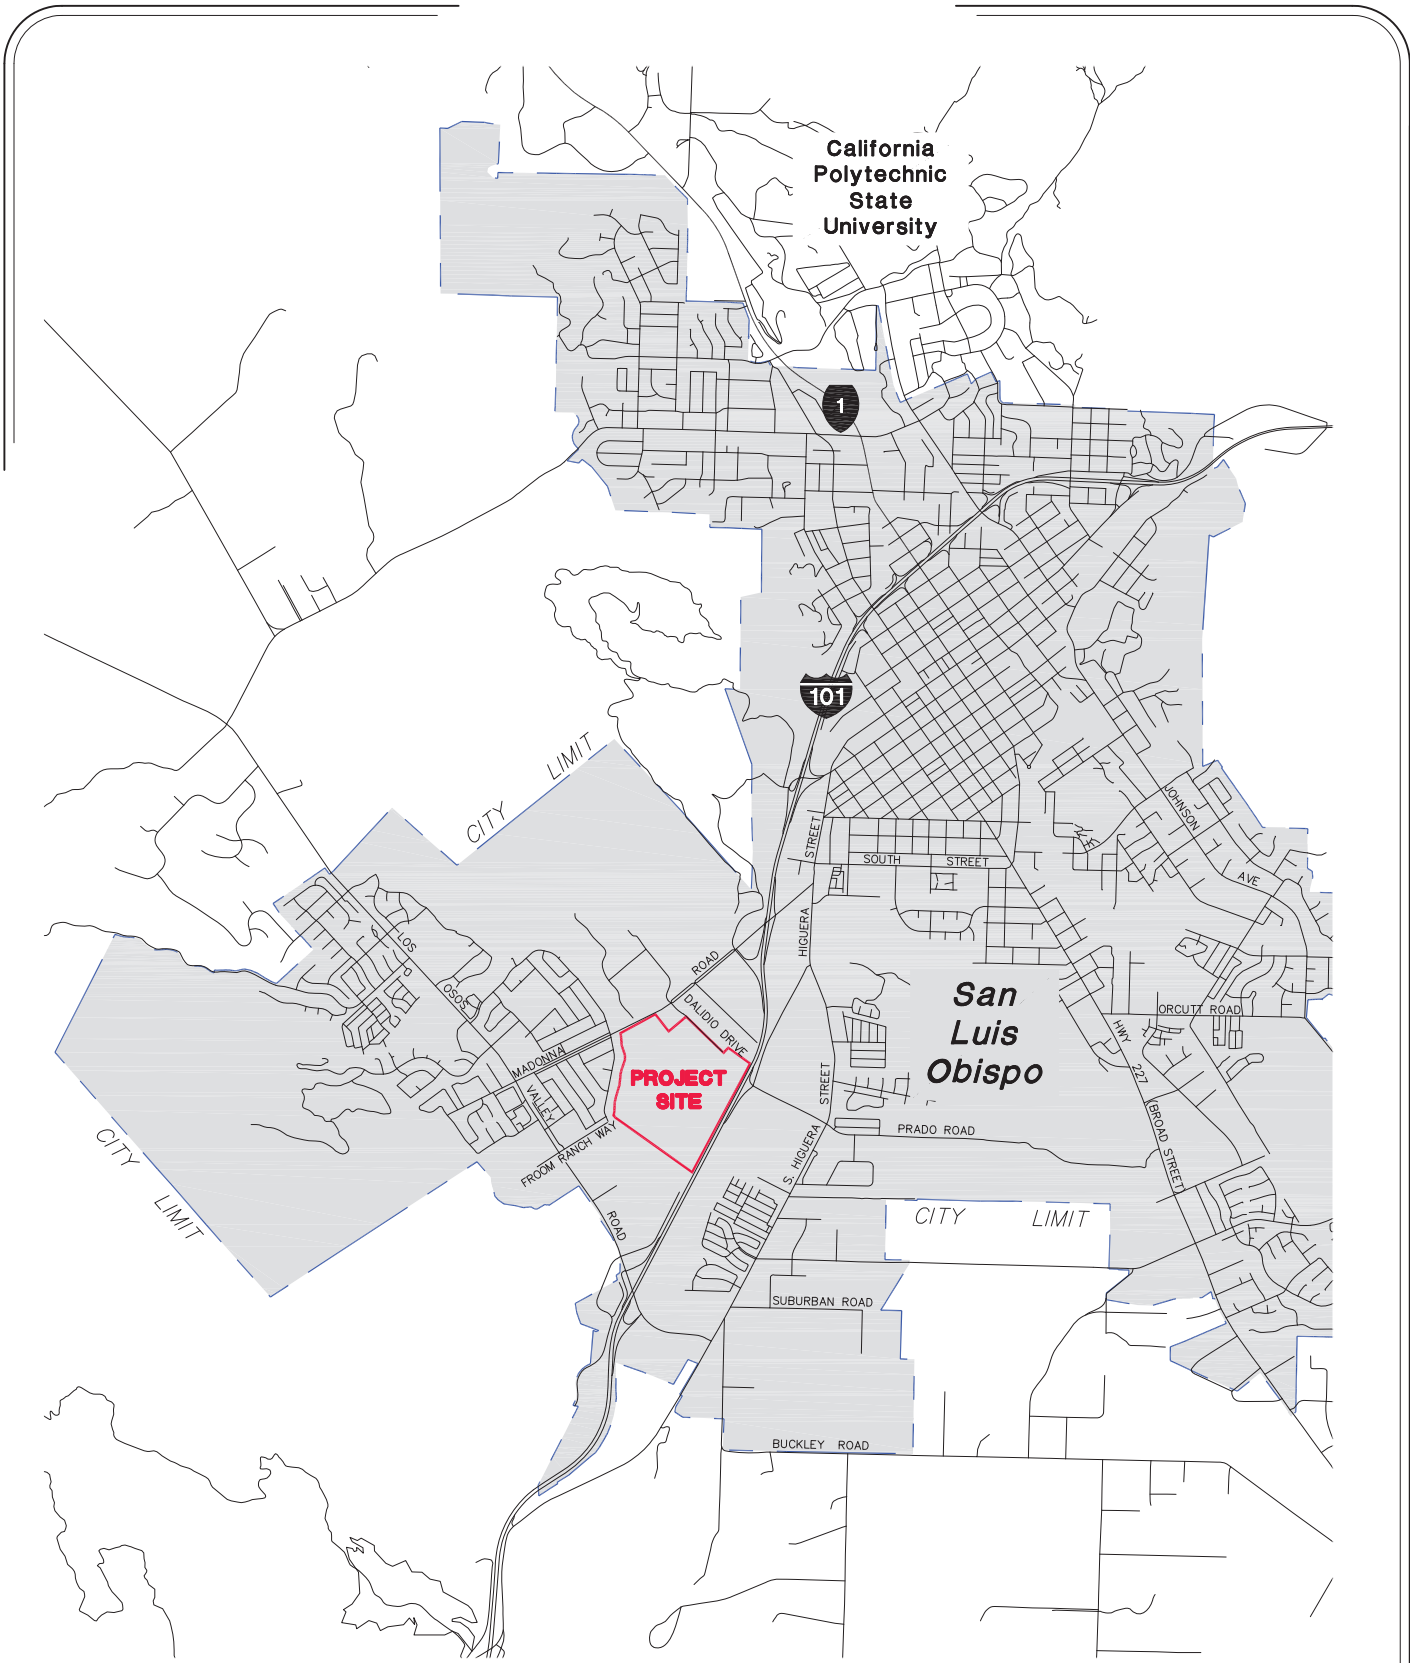 California
Polytechnic
State
University
1
101
CITY LIMIT
JOHNSON
AVE
STREET
SOUTH STREET
HIGUERA
LOS
OSOS
ROAD
DALIDIO DRIVE
San
Luis
Obispo
ORCUTT ROAD
HWY 227
MADONNA
PROJECT
SITE
VALLEY
STREET
BROAD STREET
PRADO ROAD
FROOM RANCH WAY
S. HIGUERA
CITY LIMIT
ROAD
CITY LIMIT
SUBURBAN ROAD
BUCKLEY ROAD